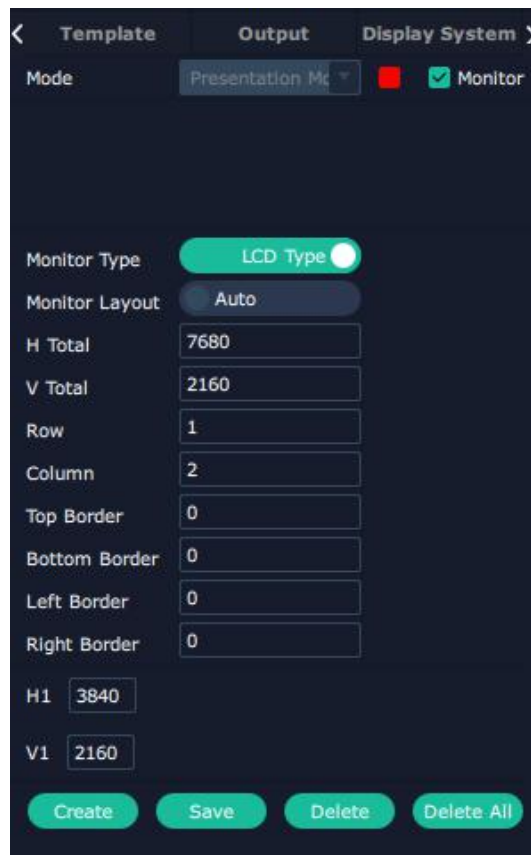 Template Output Display System
Mode Presentation Mo Monitor
Monitor Type LCD Type
Monitor Layout Auto
H Total 7680
V Total 2160
Row 1
Column 2
Top Border 0
Bottom Border 0
Left Border 0
Right Border 0
H1 3840
V1 2160
Create Save Delete Delete All